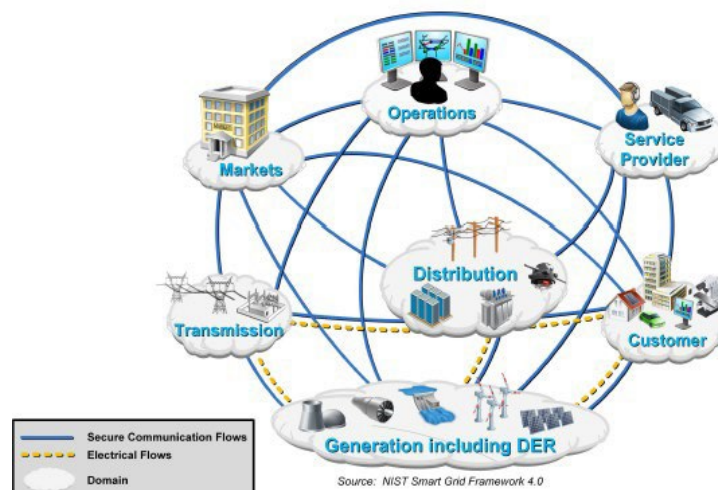 Operations
Markets
Service
Provider
Distribution
Transmission
Customer
Generation including DER
Secure Communication Flows
Electrical Flows
Domain
Source: NIST Smart Grid Framework 4.0